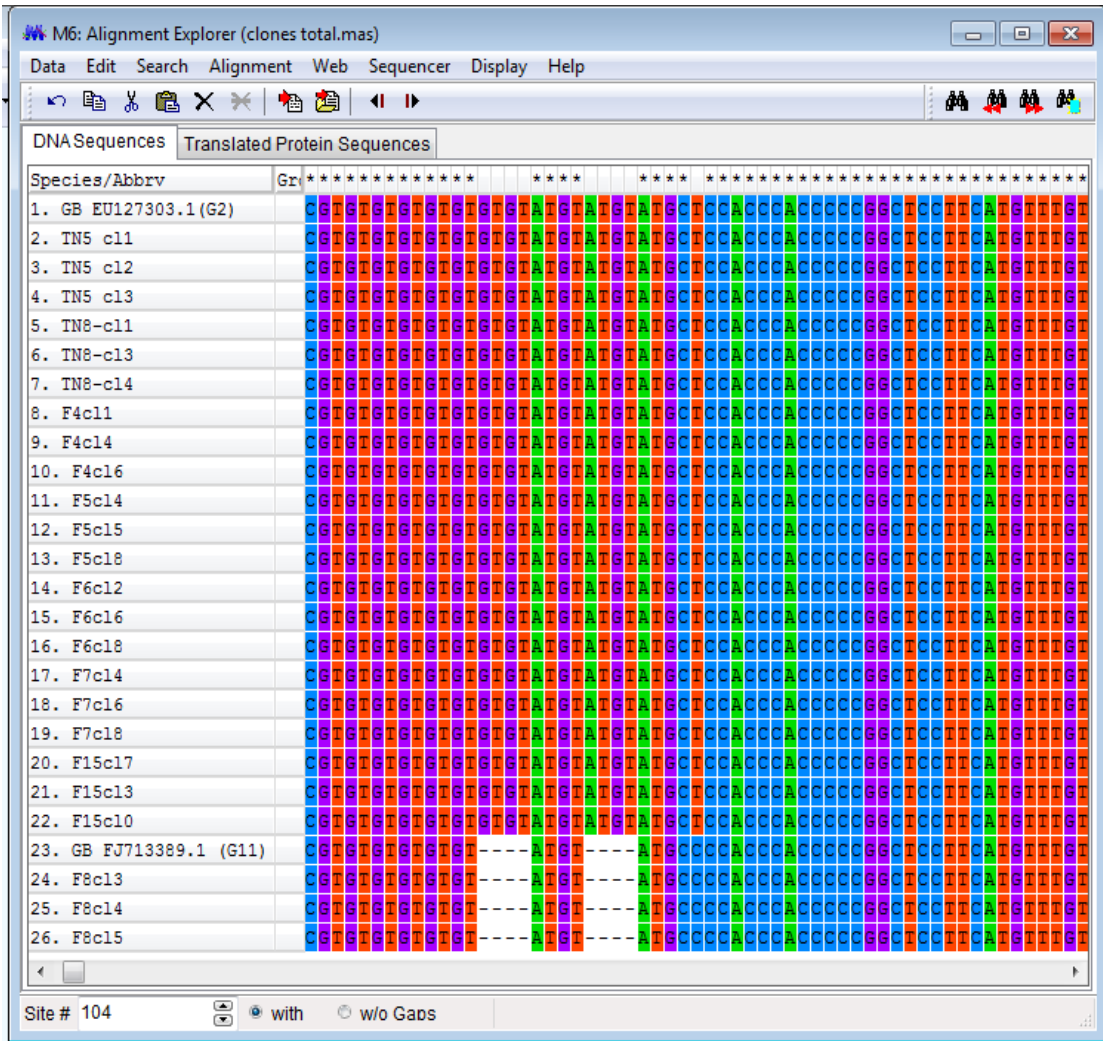 M6: Alignment Explorer (clones total.mas)
Data Edit Search Alignment Web Sequencer Display Help
DNA Sequences Translated Protein Sequences
Species/Abbrv Gr ************* **** **** *****************************
1. GB EU127303.1(G2) CGTGTGTGTGTGTGTGTATGTATGTATGCTCCACCCACCCCCGGCTCCTTCATGTTTGT
2. TN5 cl1 CGTGTGTGTGTGTGTGTATGTATGTATGCTCCACCCACCCCCGGCTCCTTCATGTTTGT
3. TN5 cl2 CGTGTGTGTGTGTGTGTATGTATGTATGCTCCACCCACCCCCGGCTCCTTCATGTTTGT
4. TN5 cl3 CGTGTGTGTGTGTGTGTATGTATGTATGCTCCACCCACCCCCGGCTCCTTCATGTTTGT
5. TN8-cl1 CGTGTGTGTGTGTGTGTATGTATGTATGCTCCACCCACCCCCGGCTCCTTCATGTTTGT
6. TN8-cl3 CGTGTGTGTGTGTGTGTATGTATGTATGCTCCACCCACCCCCGGCTCCTTCATGTTTGT
7. TN8-cl4 CGTGTGTGTGTGTGTGTATGTATGTATGCTCCACCCACCCCCGGCTCCTTCATGTTTGT
8. F4cl1 CGTGTGTGTGTGTGTGTATGTATGTATGCTCCACCCACCCCCGGCTCCTTCATGTTTGT
9. F4cl4 CGTGTGTGTGTGTGTGTATGTATGTATGCTCCACCCACCCCCGGCTCCTTCATGTTTGT
10. F4cl6 CGTGTGTGTGTGTGTGTATGTATGTATGCTCCACCCACCCCCGGCTCCTTCATGTTTGT
11. F5cl4 CGTGTGTGTGTGTGTGTATGTATGTATGCTCCACCCACCCCCGGCTCCTTCATGTTTGT
12. F5cl5 CGTGTGTGTGTGTGTGTATGTATGTATGCTCCACCCACCCCCGGCTCCTTCATGTTTGT
13. F5cl8 CGTGTGTGTGTGTGTGTATGTATGTATGCTCCACCCACCCCCGGCTCCTTCATGTTTGT
14. F6cl2 CGTGTGTGTGTGTGTGTATGTATGTATGCTCCACCCACCCCCGGCTCCTTCATGTTTGT
15. F6cl6 CGTGTGTGTGTGTGTGTATGTATGTATGCTCCACCCACCCCCGGCTCCTTCATGTTTGT
16. F6cl8 CGTGTGTGTGTGTGTGTATGTATGTATGCTCCACCCACCCCCGGCTCCTTCATGTTTGT
17. F7cl4 CGTGTGTGTGTGTGTGTATGTATGTATGCTCCACCCACCCCCGGCTCCTTCATGTTTGT
18. F7cl6 CGTGTGTGTGTGTGTGTATGTATGTATGCTCCACCCACCCCCGGCTCCTTCATGTTTGT
19. F7cl8 CGTGTGTGTGTGTGTGTATGTATGTATGCTCCACCCACCCCCGGCTCCTTCATGTTTGT
20. F15cl7 CGTGTGTGTGTGTGTGTATGTATGTATGCTCCACCCACCCCCGGCTCCTTCATGTTTGT
21. F15cl3 CGTGTGTGTGTGTGTGTATGTATGTATGCTCCACCCACCCCCGGCTCCTTCATGTTTGT
22. F15cl0 CGTGTGTGTGTGTGTGTATGTATGTATGCTCCACCCACCCCCGGCTCCTTCATGTTTGT
23. GB FJ713389.1 (G11) CGTGTGTGTGTGT----ATGT----ATGCCCCACCCACCCCCGGCTCCTTCATGTTTGT
24. F8cl3 CGTGTGTGTGTGT----ATGT----ATGCCCCACCCACCCCCGGCTCCTTCATGTTTGT
25. F8cl4 CGTGTGTGTGTGT----ATGT----ATGCCCCACCCACCCCCGGCTCCTTCATGTTTGT
26. F8cl5 CGTGTGTGTGTGT----ATGT----ATGCCCCACCCACCCCCGGCTCCTTCATGTTTGT
Site # 104 with w/o Gaps